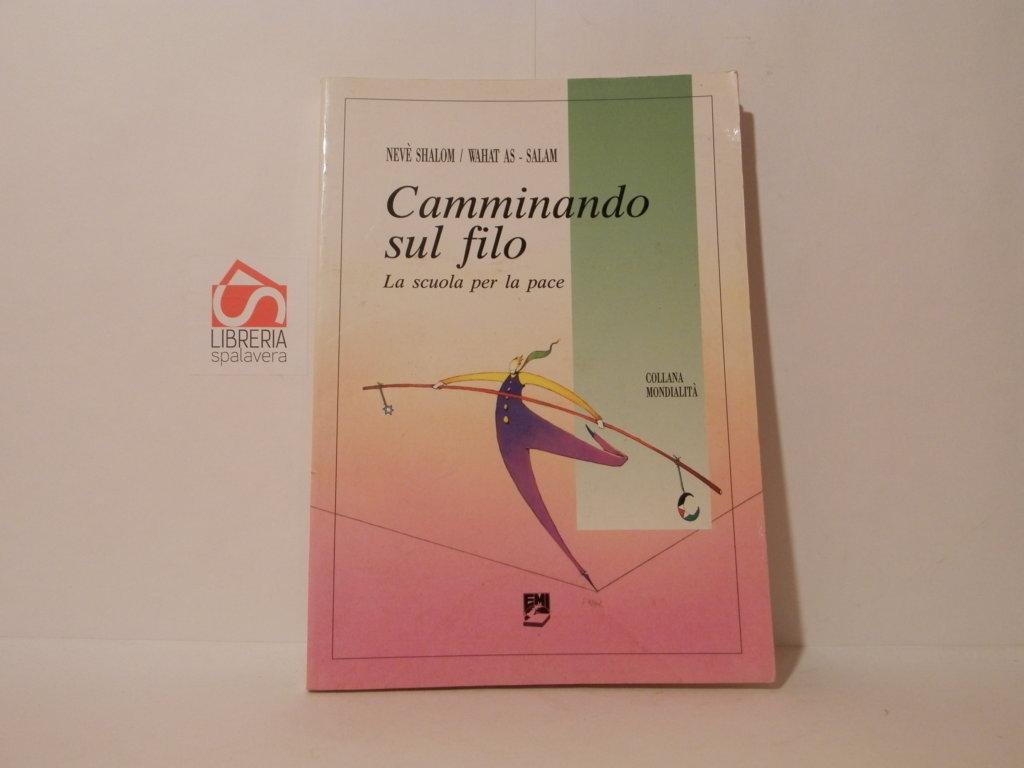 NEVÈ SHALOM / WAHAT AS - SALAM
Camminando
sul filo
La scuola per la pace
COLLANA
MONDIALITÀ
EMI
LIBRERIA
spalavera